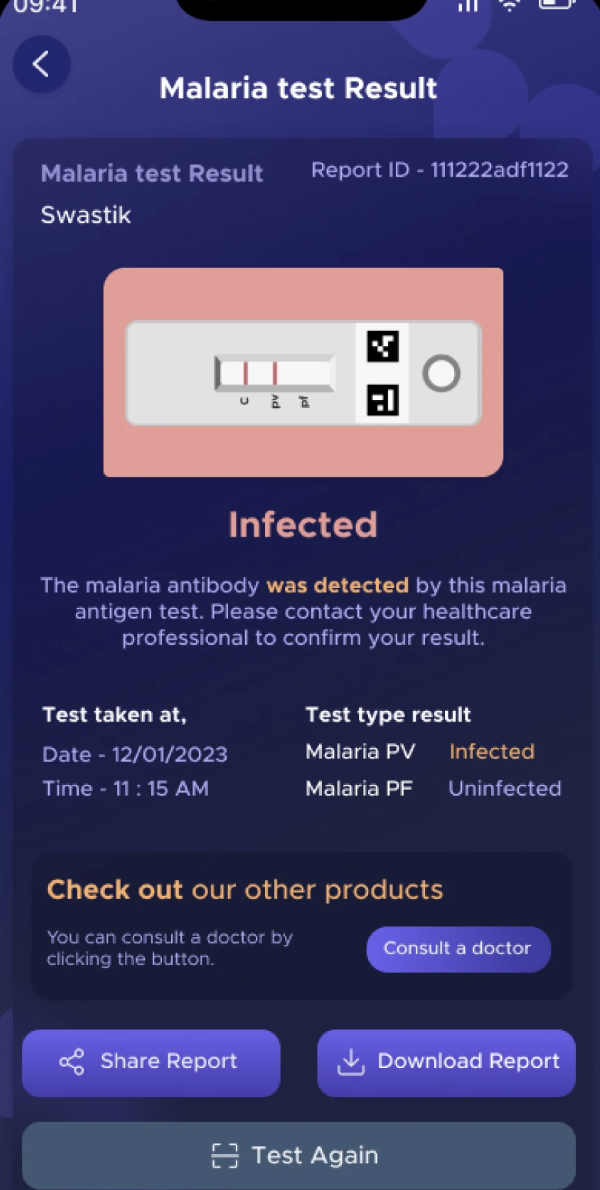 09:41
Malaria test Result
Malaria test Result
Report ID - 111222adf1122
Swastik
c
pv
pf
Infected
The malaria antibody was detected by this malaria
antigen test. Please contact your healthcare
professional to confirm your result.
Test taken at,
Date - 12/01/2023
Time - 11 : 15 AM
Test type result
Malaria PV Infected
Malaria PF Uninfected
Check out our other products
You can consult a doctor by
clicking the button.
Consult a doctor
Share Report
Download Report
Test Again